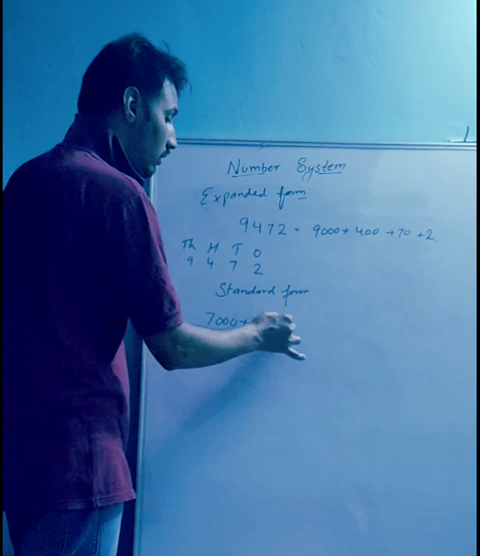 Number System
Expanded form
9472 = 9000 + 400 + 70 + 2
Th H T O
9 4 7 2
Standard form
7000+